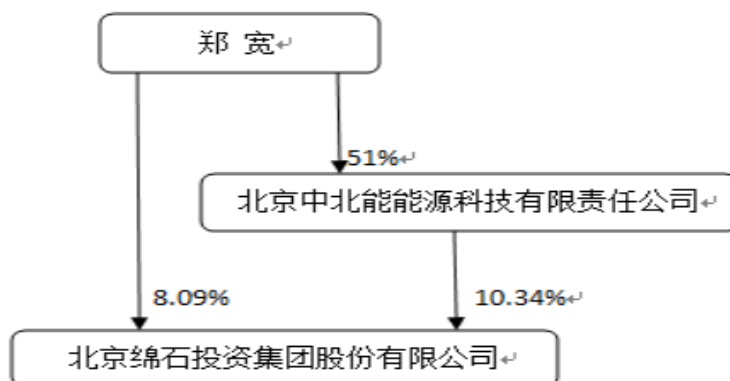 郑 宽↵
51%↵
北京中北能能源科技有限责任公司↵
8.09%
10.34%↵
北京绵石投资集团股份有限公司↵